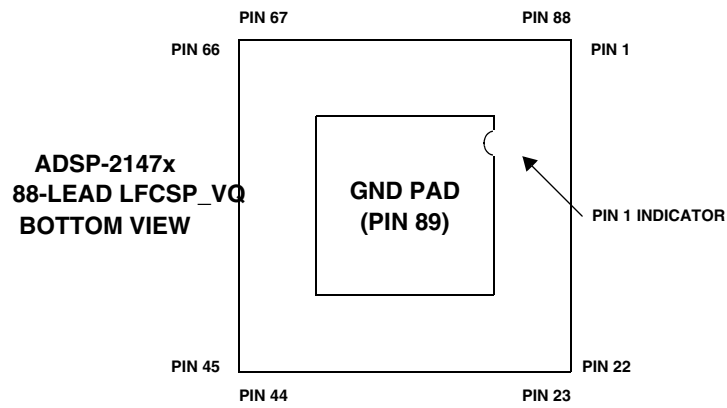 PIN 67
PIN 88
PIN 66
PIN 1
ADSP-2147x
88-LEAD LFCSP_VQ
BOTTOM VIEW
GND PAD
(PIN 89)
PIN 1 INDICATOR
PIN 45
PIN 22
PIN 44
PIN 23